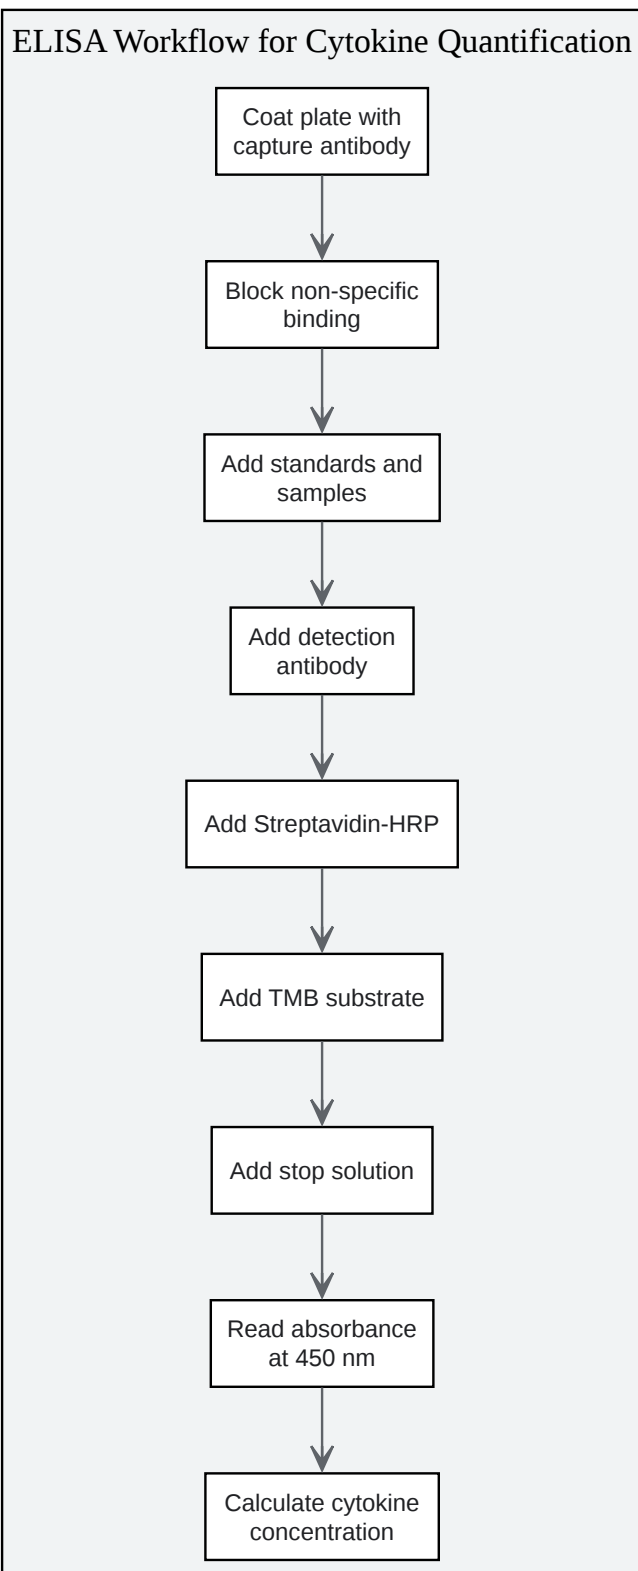 ELISA Workflow for Cytokine Quantification
Coat plate with
capture antibody
Block non-specific
binding
Add standards and
samples
Add detection
antibody
Add Streptavidin-HRP
Add TMB substrate
Add stop solution
Read absorbance
at 450 nm
Calculate cytokine
concentration